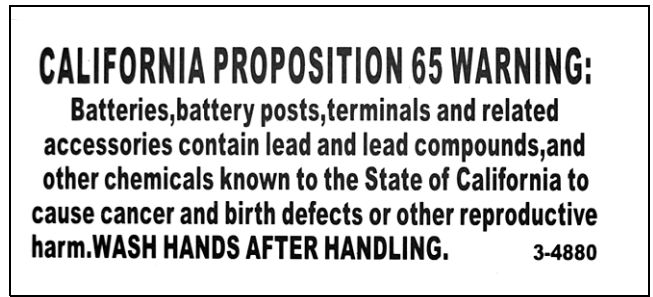 CALIFORNIA PROPOSITION 65 WARNING:
Batteries,battery posts,terminals and related
accessories contain lead and lead compounds,and
other chemicals known to the State of California to
cause cancer and birth defects or other reproductive
harm.WASH HANDS AFTER HANDLING. 3-4880